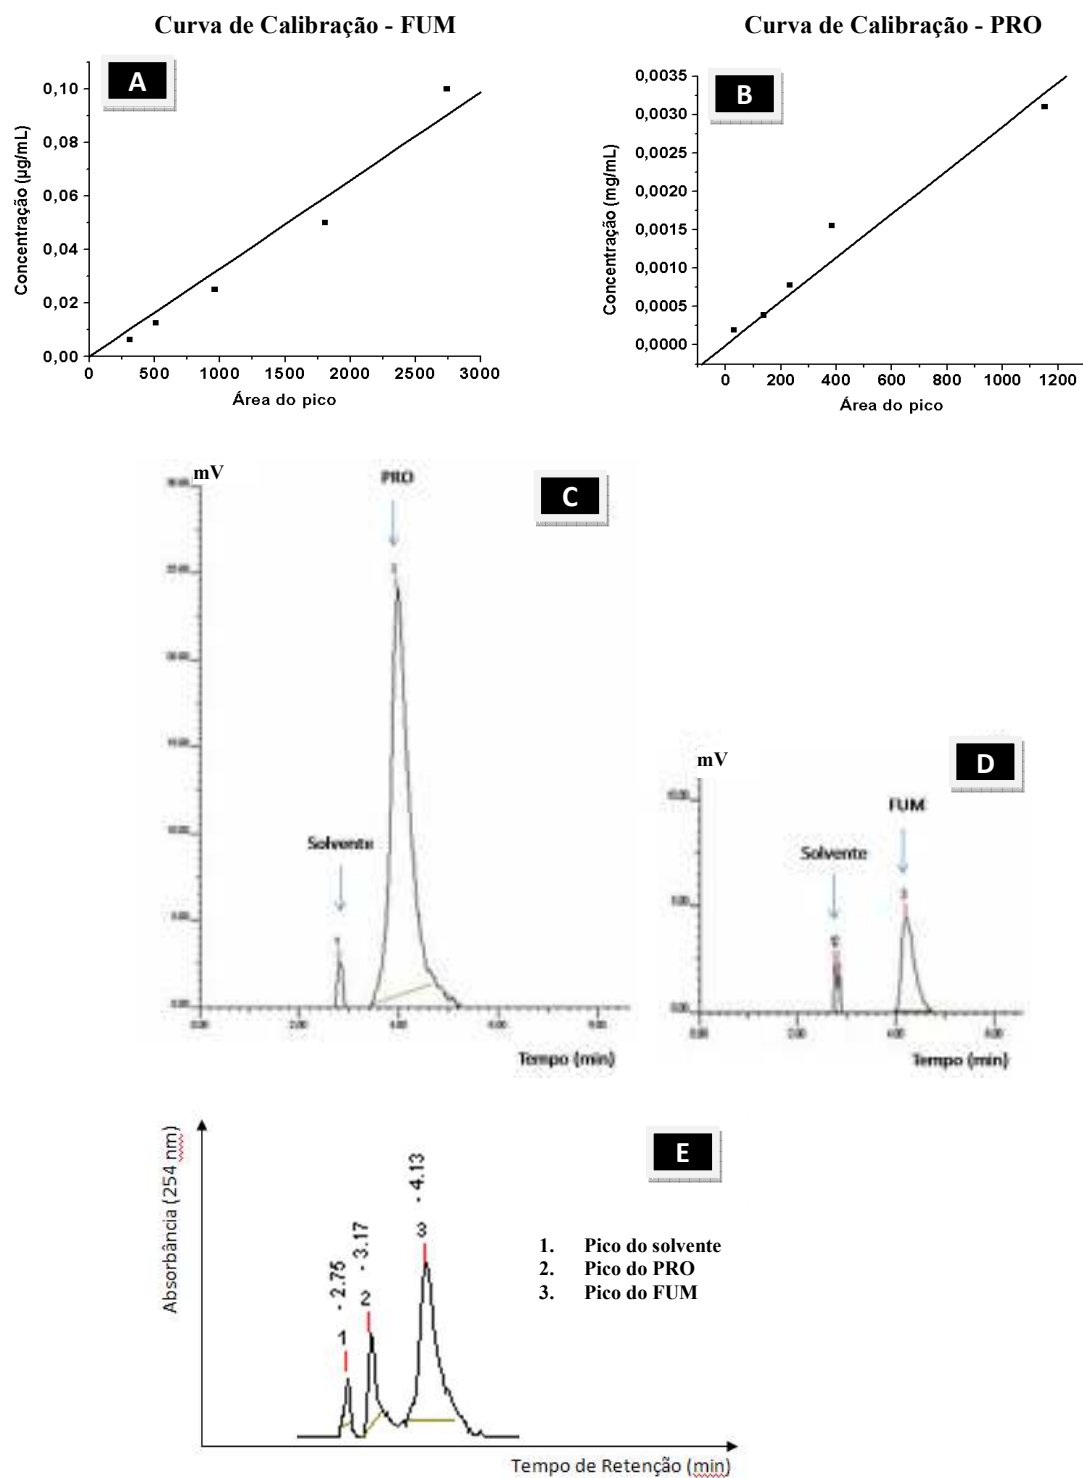 Curva de Calibração - FUM
A
0,10
0,08
0,06
0,04
0,02
0,00
Concentração (µg/mL)
0 500 1000 1500 2000 2500 3000
Área do pico
Curva de Calibração - PRO
B
0,0035
0,0030
0,0025
0,0020
0,0015
0,0010
0,0005
0,0000
Concentração (mg/mL)
0 200 400 600 800 1000 1200
Área do pico
mV
PRO
C
Solvente
Tempo (min)
mV
D
FUM
Solvente
Tempo (min)
Absorbância (254 nm)
E
1 - 2.75
2 - 3.17
3 - 4.13
1. Pico do solvente
2. Pico do PRO
3. Pico do FUM
Tempo de Retenção (min)